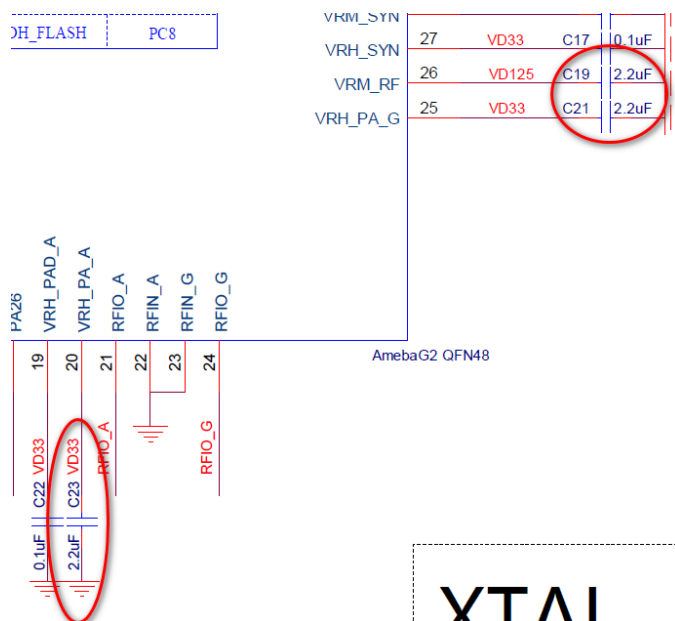 VRM_SYN
DH_FLASH PC8
27 VD33 C17 0.1uF
VRH_SYN
26 VD125 C19 2.2uF
VRM_RF
25 VD33 C21 2.2uF
VRH_PA_G
PA26
VRH_PAD_A
VRH_PA_A
RFIO_A
RFIN_A
RFIN_G
RFIO_G
19
20
21
22
23
24
AmebaG2 QFN48
VD33
VD33
RFIO_A
RFIO_G
C22
C23
0.1uF
2.2uF
XTAL